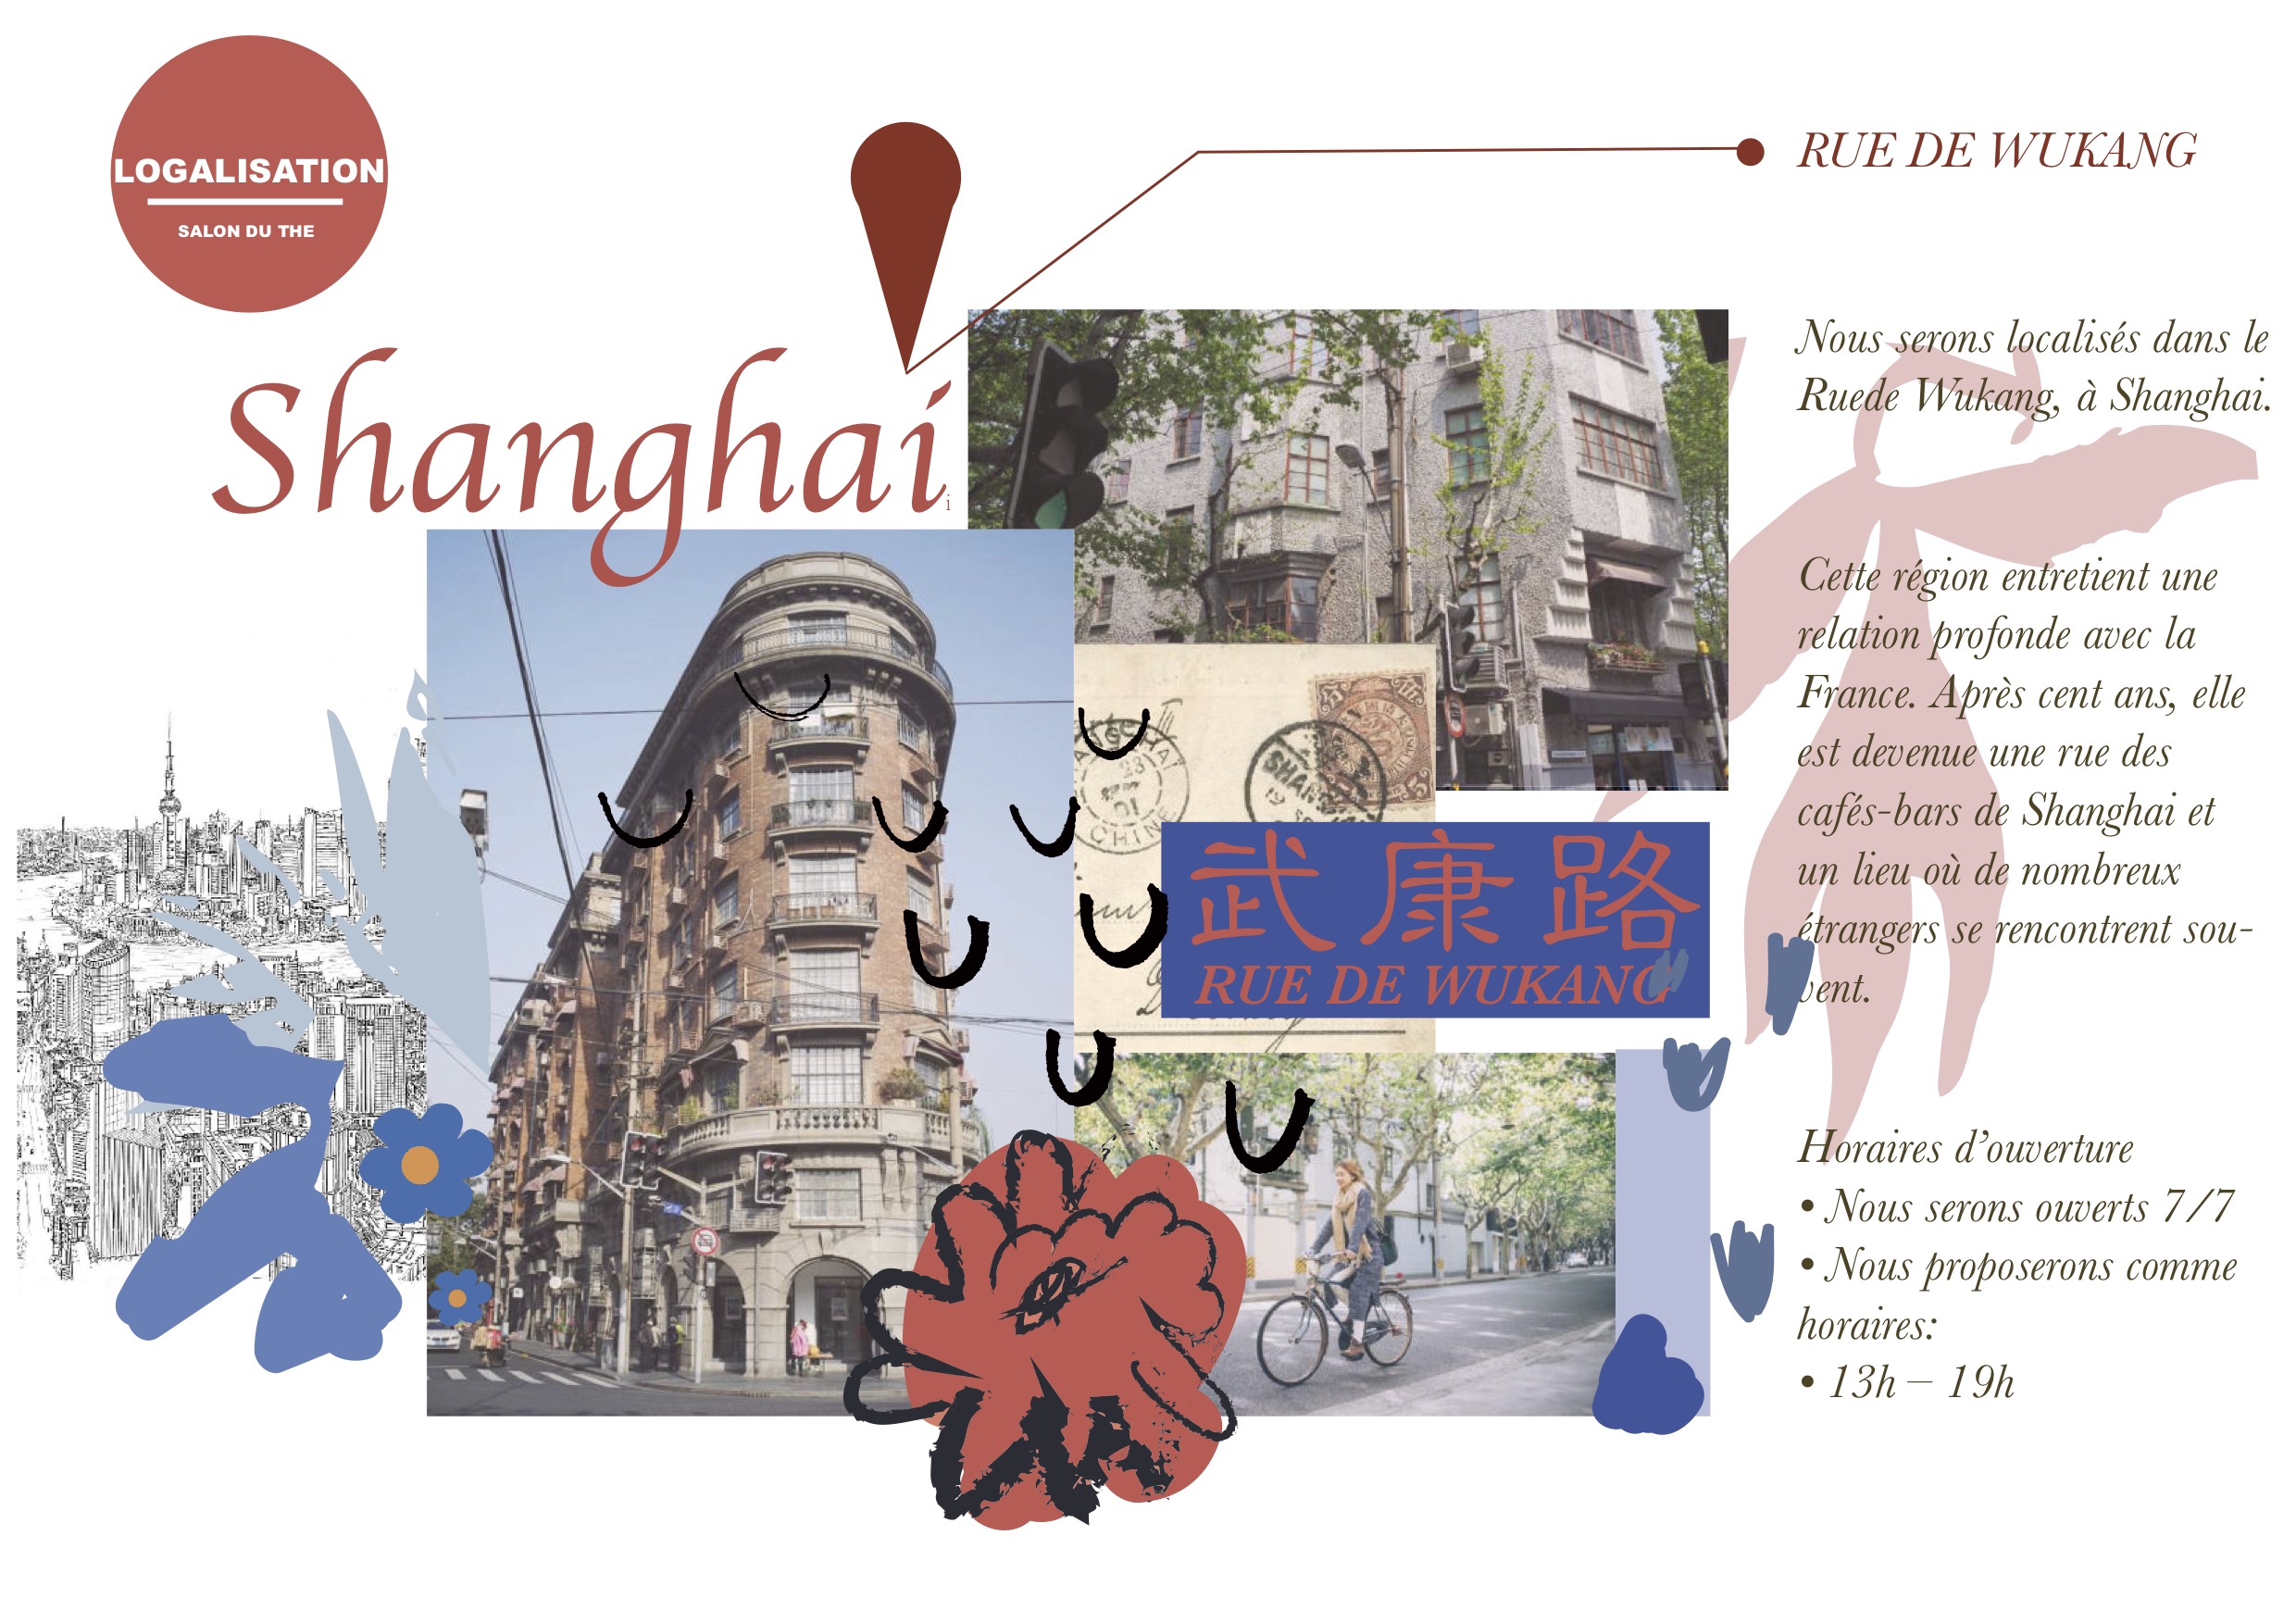 LOGALISATION
SALON DU THE
RUE DE WUKANG
Shanghai
i
Nous serons localisés dans le
Ruede Wukang, à Shanghai.
Cette région entretient une
relation profonde avec la
France. Après cent ans, elle
est devenue une rue des
cafés-bars de Shanghai et
un lieu où de nombreux
étrangers se rencontrent sou-
vent.
CHINE
武康路
RUE DE WUKANG
Horaires d'ouverture
• Nous serons ouverts 7/7
• Nous proposerons comme
horaires:
• 13h – 19h